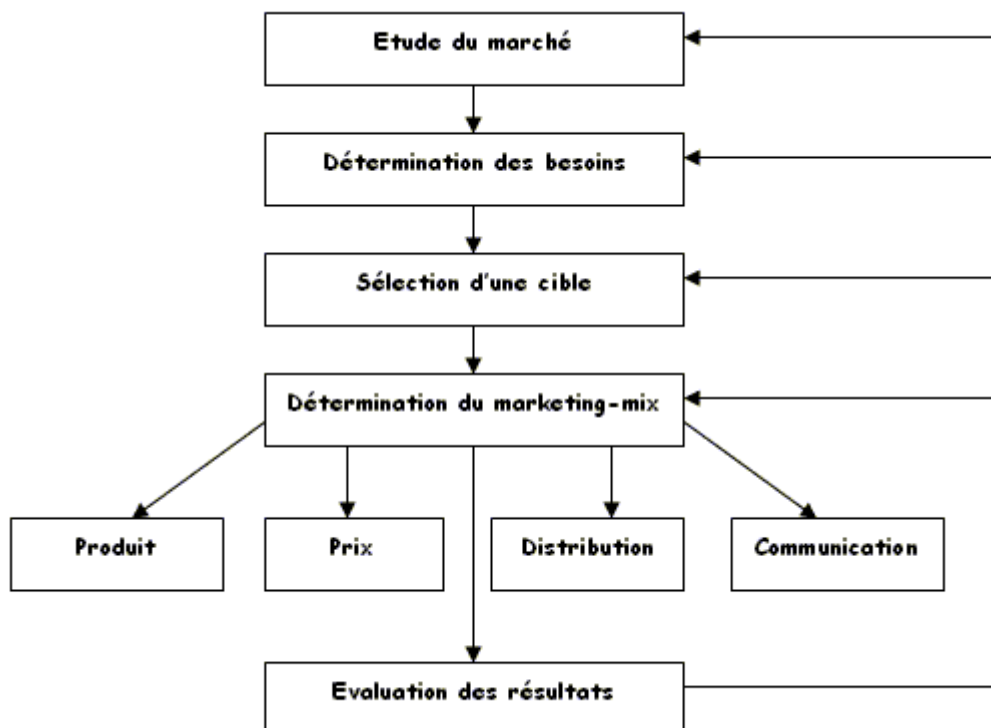 Etude du marché
Détermination des besoins
Sélection d'une cible
Détermination du marketing-mix
Produit
Prix
Distribution
Communication
Evaluation des résultats